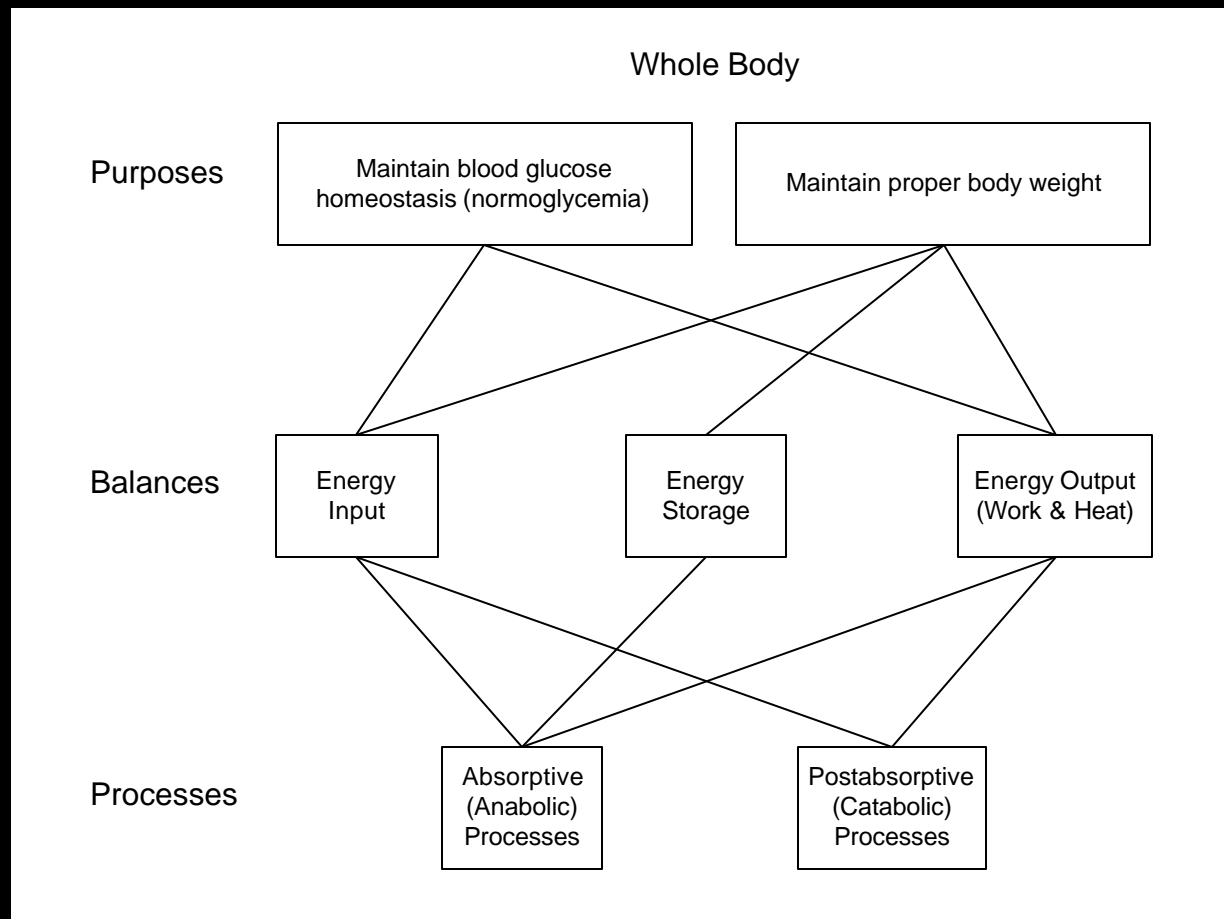 Whole Body
Purposes
Maintain blood glucose
homeostasis (normoglycemia)
Maintain proper body weight
Balances
Energy
Input
Energy
Storage
Energy Output
(Work & Heat)
Processes
Absorptive
(Anabolic)
Processes
Postabsorptive
(Catabolic)
Processes